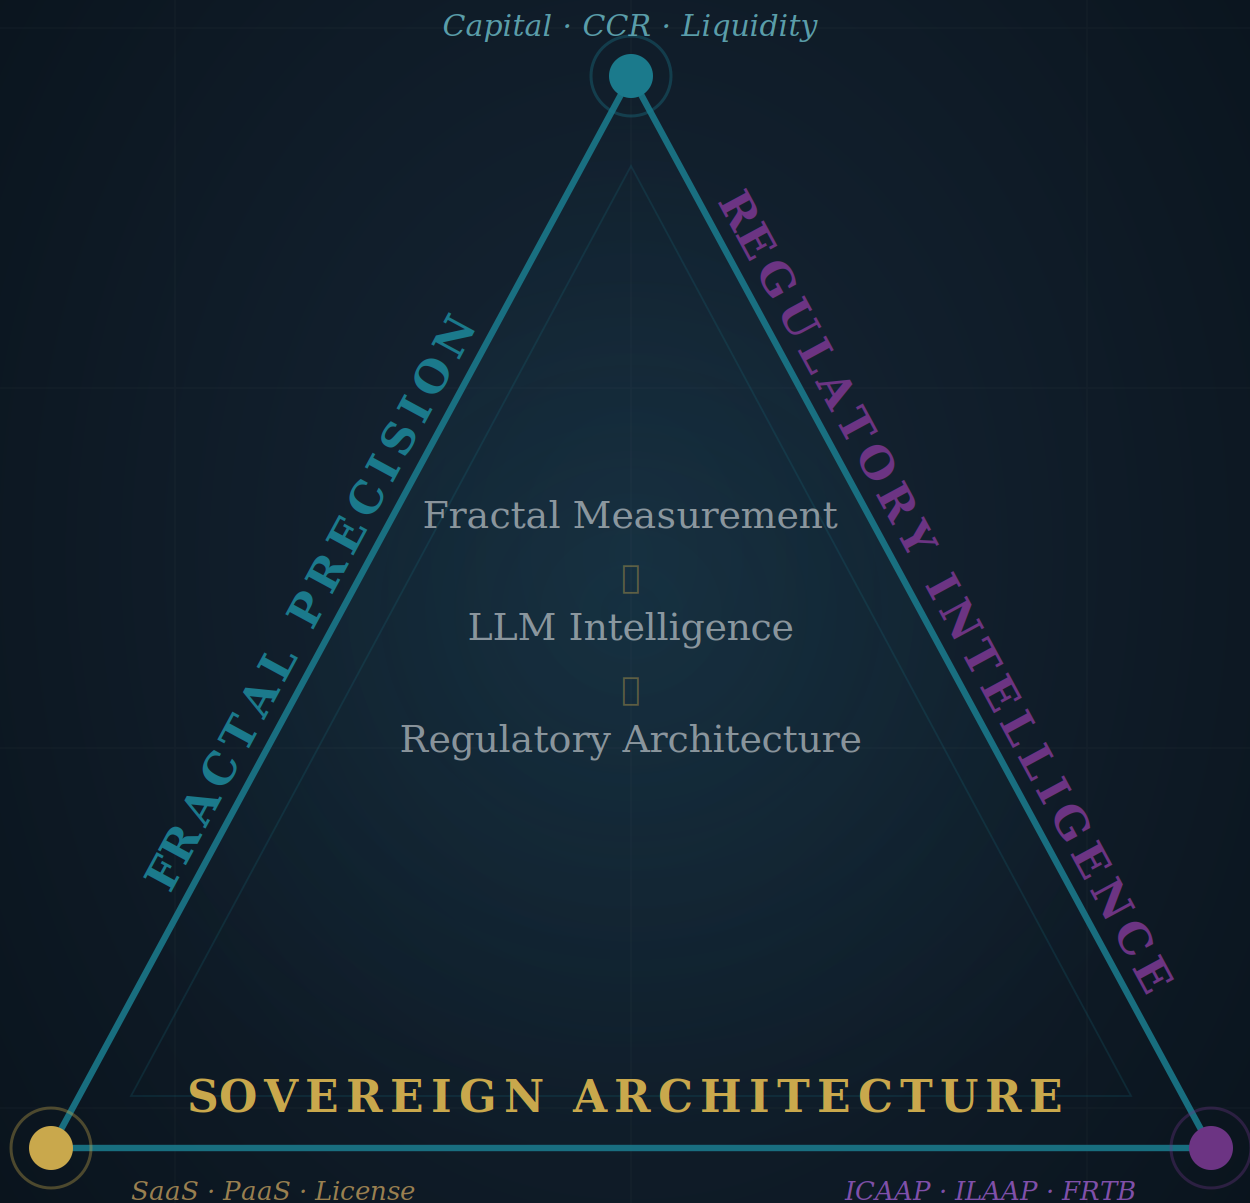 Capital · CCR · Liquidity
FRACTAL PRECISION
REGULATORY INTELLIGENCE
Fractal Measurement
LLM Intelligence
Regulatory Architecture
SOVEREIGN ARCHITECTURE
SaaS · PaaS · License
ICAAP · ILAAP · FRTB